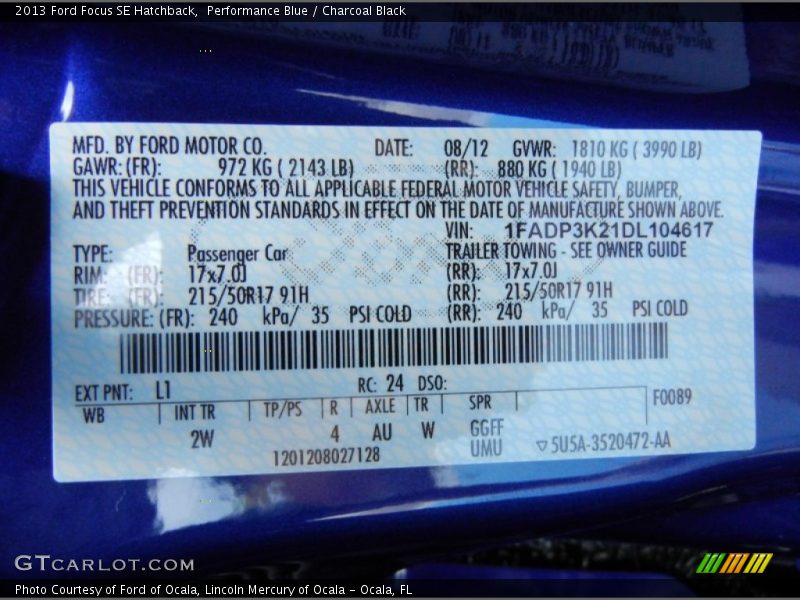 2013 Ford Focus SE Hatchback,  Performance Blue / Charcoal Black
MFD. BY FORD MOTOR CO. DATE: 08/12 GVWR: 1810 KG ( 3990 LB)
GAWR: (FR): 972 KG ( 2143 LB) (RR): 880 KG ( 1940 LB)
THIS VEHICLE CONFORMS TO ALL APPLICABLE FEDERAL MOTOR VEHICLE SAFETY, BUMPER,
AND THEFT PREVENTION STANDARDS IN EFFECT ON THE DATE OF MANUFACTURE SHOWN ABOVE.
VIN: 1FADP3K21DL104617
TYPE: Passenger Car TRAILER TOWING - SEE OWNER GUIDE
RIM: (FR): 17x7.0J (RR): 17x7.0J
TIRE: (FR): 215/50R17 91H (RR): 215/50R17 91H
PRESSURE: (FR): 240 kPa/ 35 PSI COLD (RR): 240 kPa/ 35 PSI COLD
EXT PNT: L1 RC: 24 DSO:
WB INT TR TP/PS R AXLE TR SPR F0089
2W 4 AU W GGFF
UMU ▽5U5A-3520472-AA
1201208027128
GTCARLOT.COM
Photo Courtesy of Ford of Ocala, Lincoln Mercury of Ocala - Ocala, FL